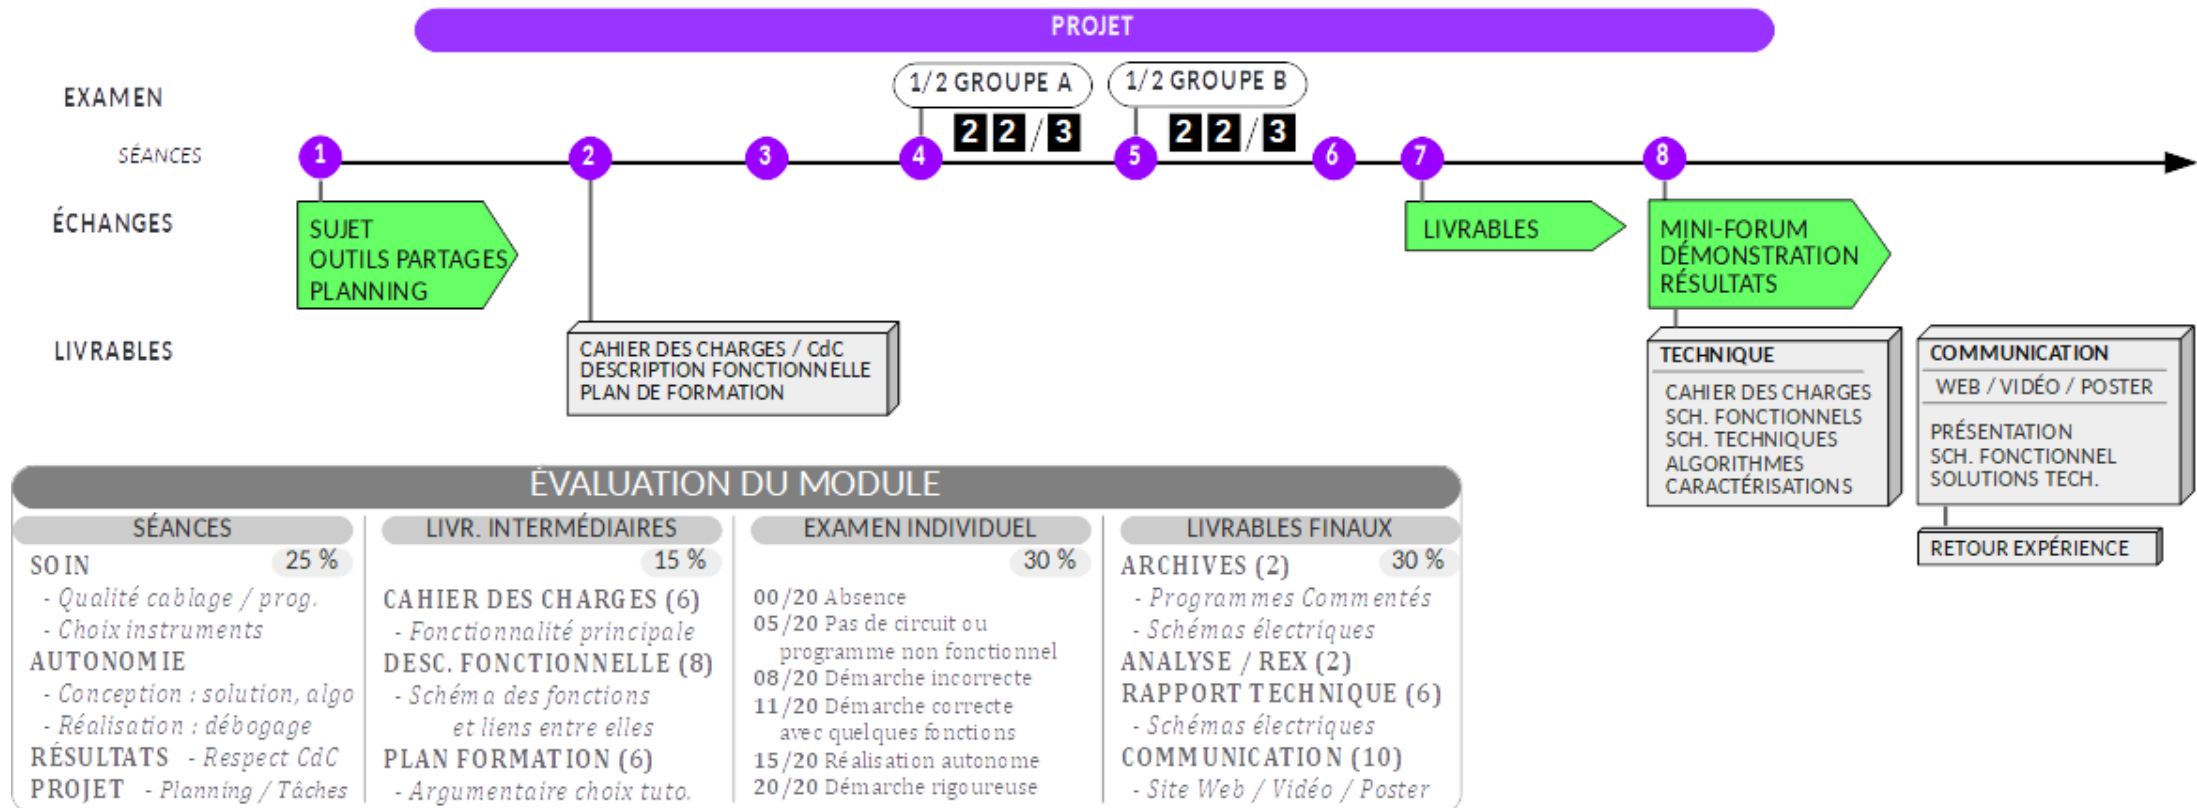 PROJET
EXAMEN
1/2 GROUPE A
1/2 GROUPE B
2 2 / 3
2 2 / 3
SÉANCES
1 2 3 4 5 6 7 8
ÉCHANGES
SUJET
OUTILS PARTAGES
PLANNING
LIVRABLES
MINI-FORUM
DÉMONSTRATION
RÉSULTATS
LIVRABLES
CAHIER DES CHARGES / CdC
DESCRIPTION FONCTIONNELLE
PLAN DE FORMATION
TECHNIQUE
CAHIER DES CHARGES
SCH. FONCTIONNELS
SCH. TECHNIQUES
ALGORITHMES
CARACTÉRISATIONS
COMMUNICATION
WEB / VIDÉO / POSTER
PRÉSENTATION
SCH. FONCTIONNEL
SOLUTIONS TECH.
RETOUR EXPÉRIENCE
ÉVALUATION DU MODULE
SÉANCES
25 %
SOIN
- Qualité cablage / prog.
- Choix instruments
AUTONOMIE
- Conception : solution, algo
- Réalisation : débogage
RÉSULTATS - Respect CdC
PROJET - Planning / Tâches
LIVR. INTERMÉDIAIRES
15 %
CAHIER DES CHARGES (6)
- Fonctionnalité principale
DESC. FONCTIONNELLE (8)
- Schéma des fonctions
et liens entre elles
PLAN FORMATION (6)
- Argumentaire choix tuto.
EXAMEN INDIVIDUEL
30 %
00/20 Absence
05/20 Pas de circuit ou
programme non fonctionnel
08/20 Démarche incorrecte
11/20 Démarche correcte
avec quelques fonctions
15/20 Réalisation autonome
20/20 Démarche rigoureuse
LIVRABLES FINAUX
30 %
ARCHIVES (2)
- Programmes Commentés
- Schémas électriques
ANALYSE / REX (2)
RAPPORT TECHNIQUE (6)
- Schémas électriques
COMMUNICATION (10)
- Site Web / Vidéo / Poster